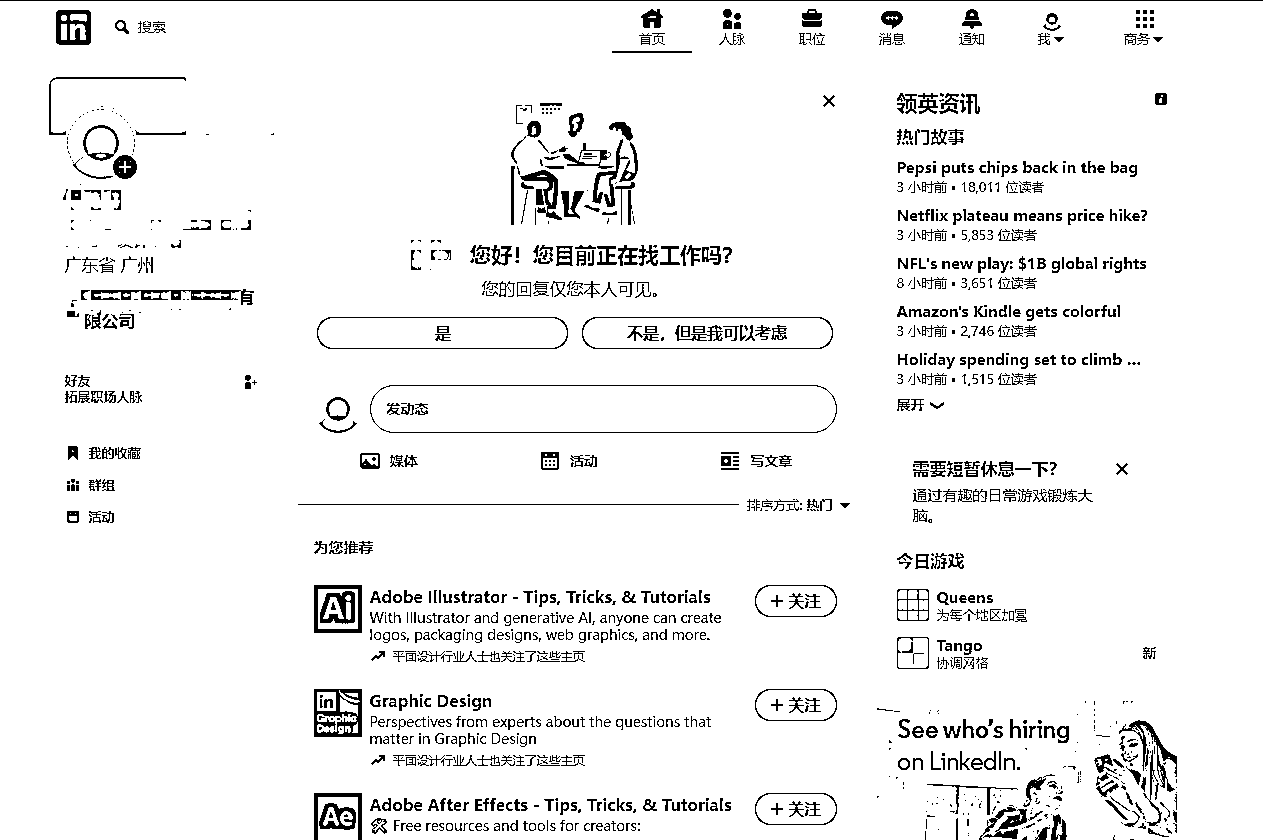 in
搜索
首页
人脉
职位
消息
通知
我
商务
广东省 广州
有
限公司
好友
拓展职场人脉
我的收藏
群组
活动
您好！您目前正在找工作吗？
您的回复仅您本人可见。
是
不是，但是我可以考虑
发动态
媒体
活动
写文章
排序方式: 热门
为您推荐
Ai
Adobe Illustrator - Tips, Tricks, & Tutorials
With Illustrator and generative AI, anyone can create
logos, packaging designs, web graphics, and more.
平面设计行业人士也关注了这些主页
+ 关注
in
Graphic
Design
Graphic Design
Perspectives from experts about the questions that
matter in Graphic Design
平面设计行业人士也关注了这些主页
+ 关注
Ae
Adobe After Effects - Tips, Tricks, & Tutorials
🛠 Free resources and tools for creators:
+ 关注
领英资讯
热门故事
Pepsi puts chips back in the bag
3 小时前 • 18,011 位读者
Netflix plateau means price hike?
3 小时前 • 5,853 位读者
NFL's new play: $1B global rights
8 小时前 • 3,651 位读者
Amazon's Kindle gets colorful
3 小时前 • 2,746 位读者
Holiday spending set to climb ...
3 小时前 • 1,515 位读者
展开
需要短暂休息一下？
通过有趣的日常游戏锻炼大
脑。
今日游戏
Queens
为每个地区加冕
Tango
协调网格
新
See who's hiring
on LinkedIn.